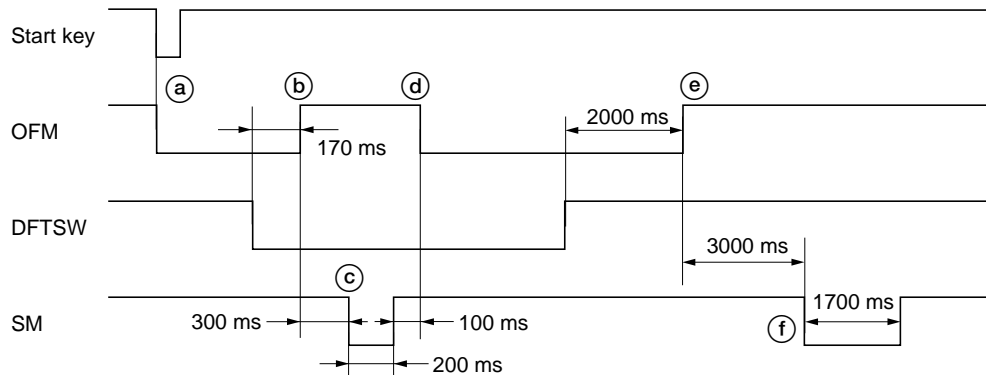 Start key
ⓐ ⓑ ⓓ ⓔ
OFM
170 ms
2000 ms
DFTSW
3000 ms
ⓒ
SM
300 ms
100 ms
1700 ms
ⓕ
200 ms